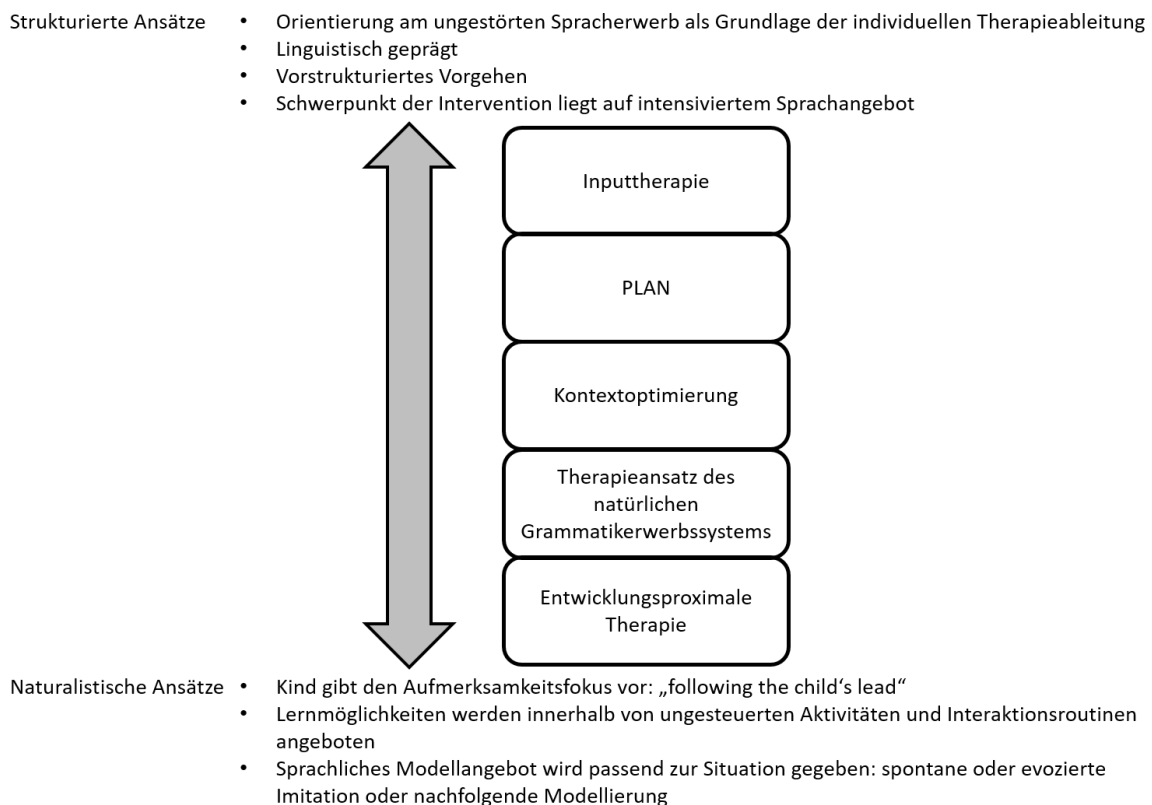 Strukturierte Ansätze • Orientierung am ungestörten Spracherwerb als Grundlage der individuellen Therapieableitung
• Linguistisch geprägt
• Vorstrukturiertes Vorgehen
• Schwerpunkt der Intervention liegt auf intensiviertem Sprachangebot
Inputtherapie
PLAN
Kontextoptimierung
Therapieansatz des
natürlichen
Grammatikerwerbssystems
Entwicklungsproximale
Therapie
Naturalistische Ansätze • Kind gibt den Aufmerksamkeitsfokus vor: „following the child‘s lead“
• Lernmöglichkeiten werden innerhalb von ungesteuerten Aktivitäten und Interaktionsroutinen
angeboten
• Sprachliches Modellangebot wird passend zur Situation gegeben: spontane oder evozierte
Imitation oder nachfolgende Modellierung